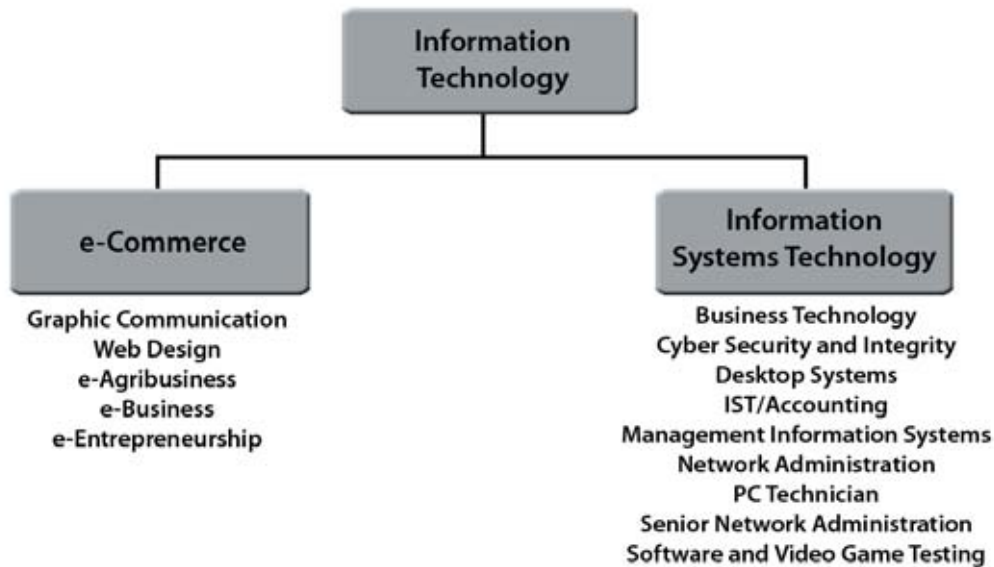 Information
Technology
e-Commerce
Graphic Communication
Web Design
e-Agribusiness
e-Business
e-Entrepreneurship
Information
Systems Technology
Business Technology
Cyber Security and Integrity
Desktop Systems
IST/Accounting
Management Information Systems
Network Administration
PC Technician
Senior Network Administration
Software and Video Game Testing